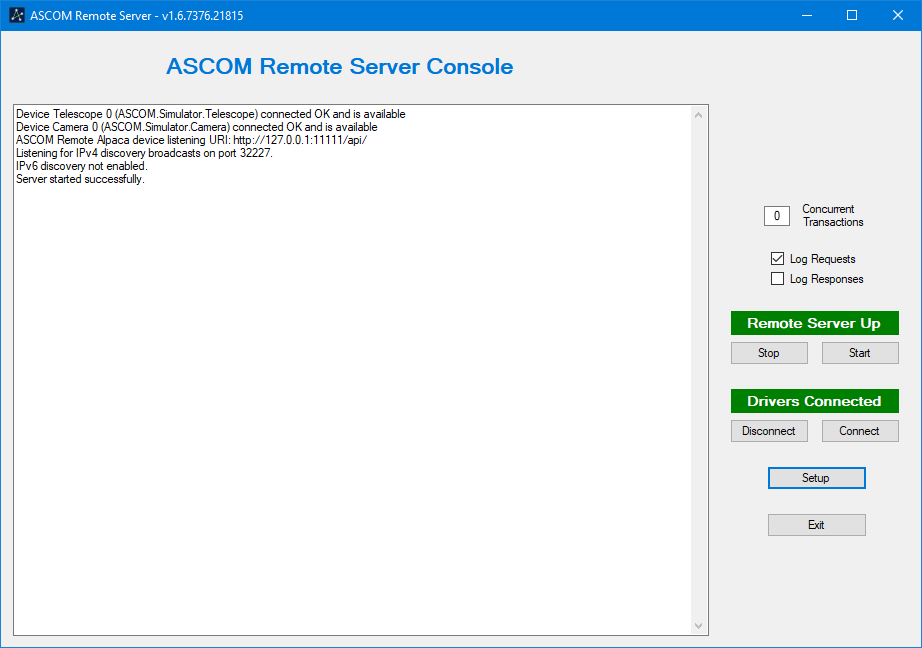 ASCOM Remote Server - v1.6.7376.21815
ASCOM Remote Server Console
Device Telescope 0 (ASCOM.Simulator.Telescope) connected OK and is available
Device Camera 0 (ASCOM.Simulator.Camera) connected OK and is available
ASCOM Remote Alpaca device listening URI: http://127.0.0.1:11111/api/
Listening for IPv4 discovery broadcasts on port 32227.
IPv6 discovery not enabled.
Server started successfully.
0
Concurrent
Transactions
Log Requests
Log Responses
Remote Server Up
Stop Start
Drivers Connected
Disconnect Connect
Setup
Exit